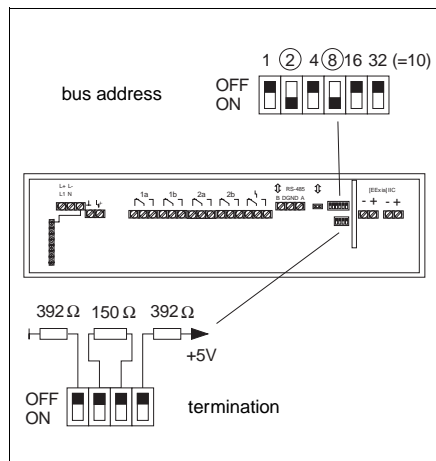 1 2 4 8 16 32 (=10)
OFF
ON
bus address
L+ L-
L1 N
1a 1b 2a 2b
RS-485
B DGND A
[EEx ia] IIC
- + - +
392 Ω 150 Ω 392 Ω
+5V
OFF
ON
termination